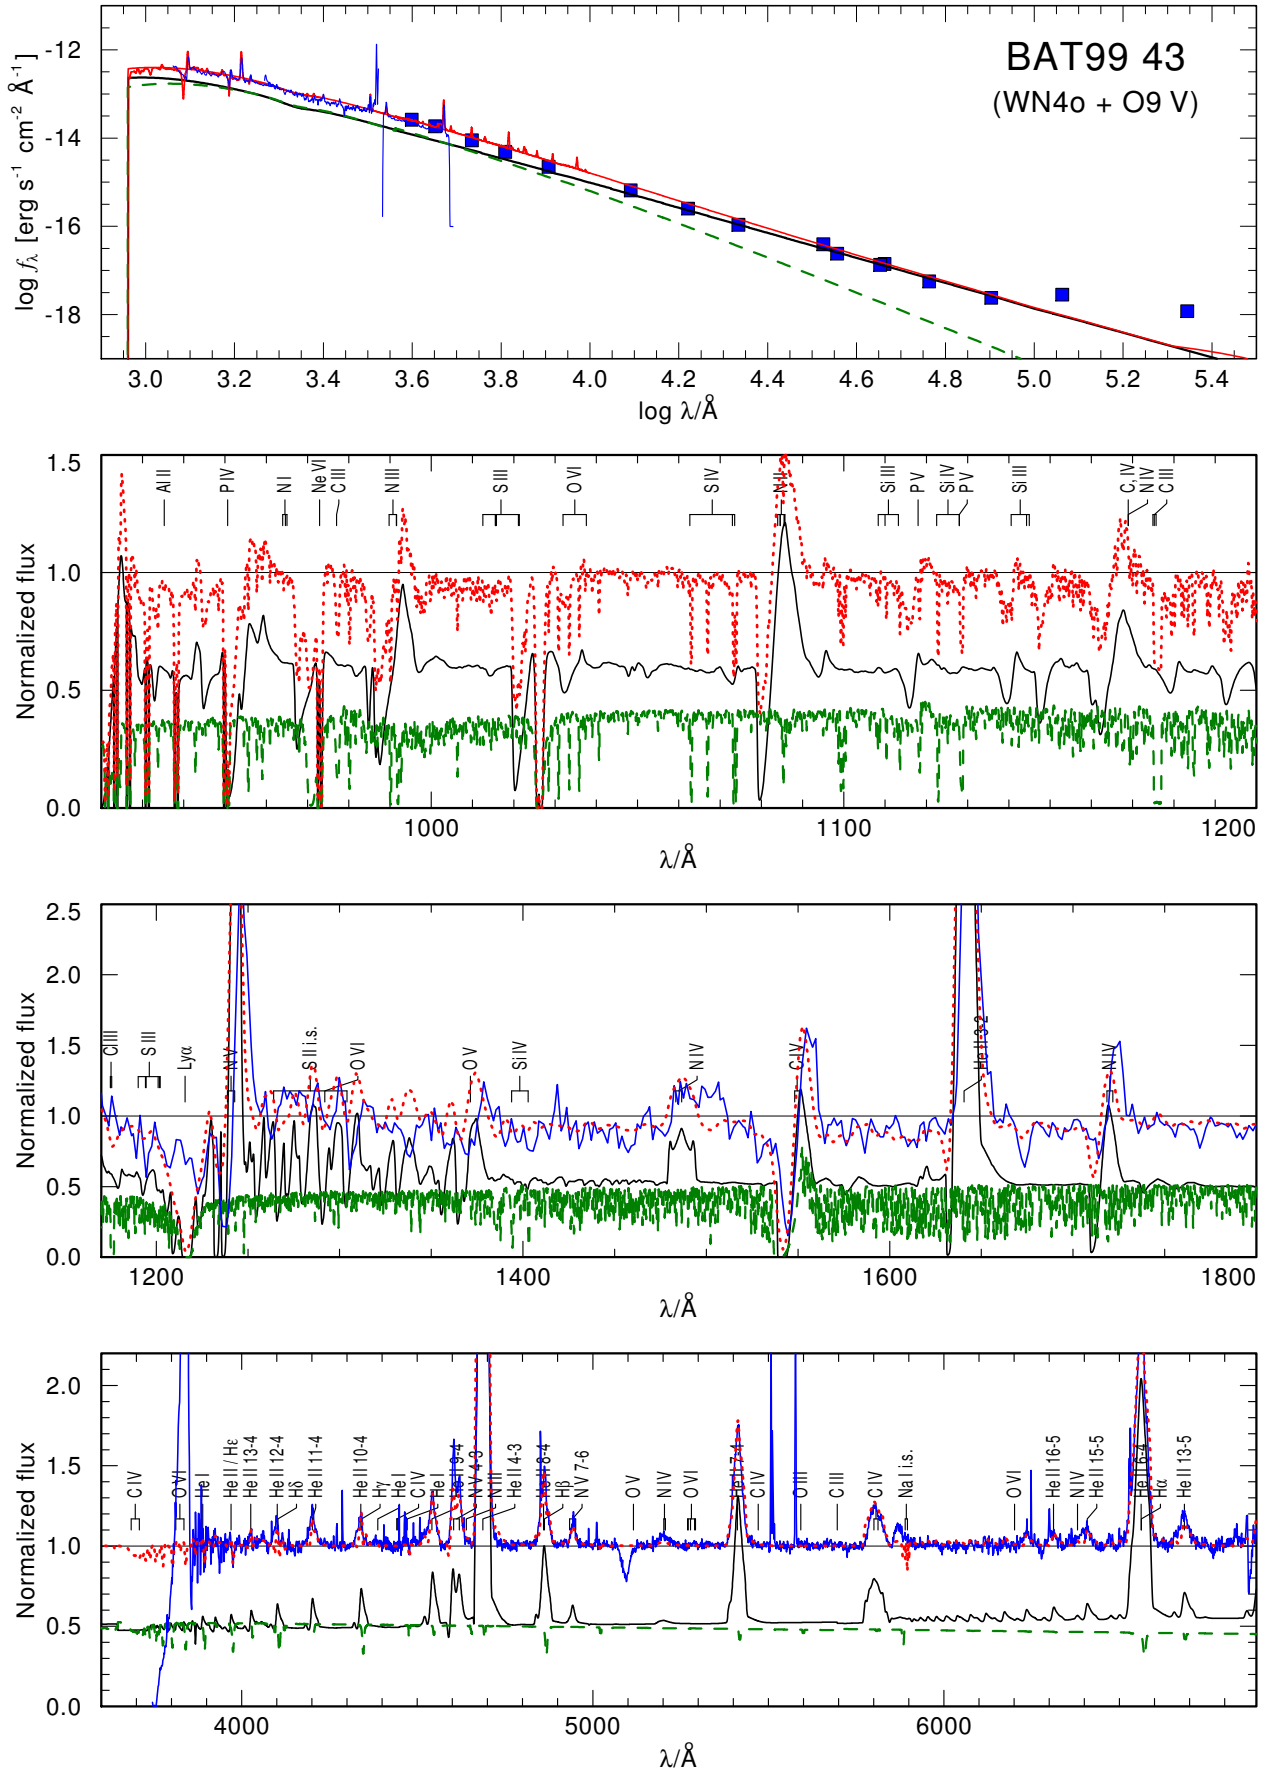 BAT99 43
(WN4o + O9 V)
log fλ [erg s-1 cm-2 Å-1]
-12
-14
-16
-18
3.0 3.2 3.4 3.6 3.8 4.0 4.2 4.4 4.6 4.8 5.0 5.2 5.4
log λ/Å
Normalized flux
1.5
1.0
0.5
0.0
Al II P IV N I Ne VI C III N III S III O VI S IV N II Si III P V Si IV P V Si III C, IV N IV C III
1000 1100 1200
λ/Å
Normalized flux
2.5
2.0
1.5
1.0
0.5
0.0
C III S III Lyα N V S II i.s. O VI O V Si IV N IV C IV He II 3-2 N IV
1200 1400 1600 1800
λ/Å
Normalized flux
2.0
1.5
1.0
0.5
0.0
C IV O VI He I He II / Hε He II 13-4 He II 12-4 Hδ He II 11-4 He II 10-4 Hγ He I C IV He I He II 9-4 N V 4-3 N III He II 4-3 He II 8-4 Hβ N V 7-6 O V N IV O VI He II 7-4 C IV O III C III C IV Na I i.s. O VI He II 16-5 N IV He II 15-5 He II 6-4 Hα He II 13-5
4000 5000 6000
λ/Å